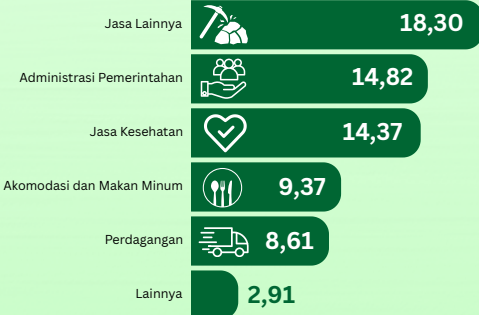 Jasa Lainnya 18,30
Administrasi Pemerintahan 14,82
Jasa Kesehatan 14,37
Akomodasi dan Makan Minum 9,37
Perdagangan 8,61
Lainnya 2,91